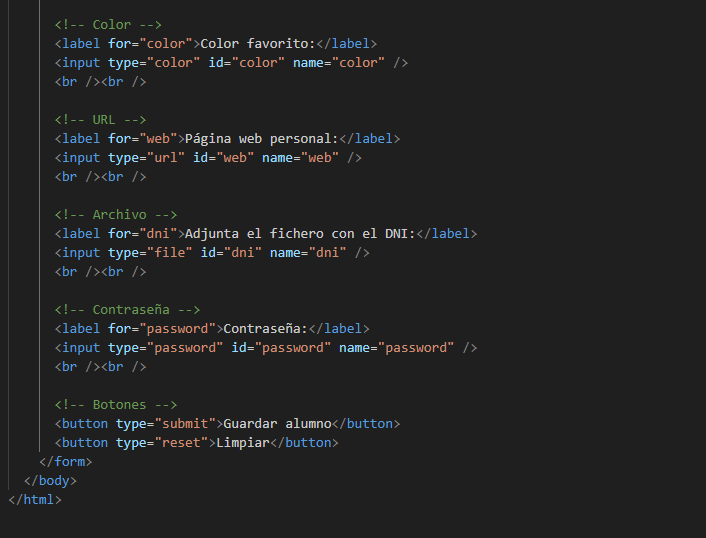 <!-- Color -->
<label for="color">Color favorito:</label>
<input type="color" id="color" name="color" />
<br /><br />
<!-- URL -->
<label for="web">Página web personal:</label>
<input type="url" id="web" name="web" />
<br /><br />
<!-- Archivo -->
<label for="dni">Adjunta el fichero con el DNI:</label>
<input type="file" id="dni" name="dni" />
<br /><br />
<!-- Contraseña -->
<label for="password">Contraseña:</label>
<input type="password" id="password" name="password" />
<br /><br />
<!-- Botones -->
<button type="submit">Guardar alumno</button>
<button type="reset">Limpiar</button>
</form>
</body>
</html>